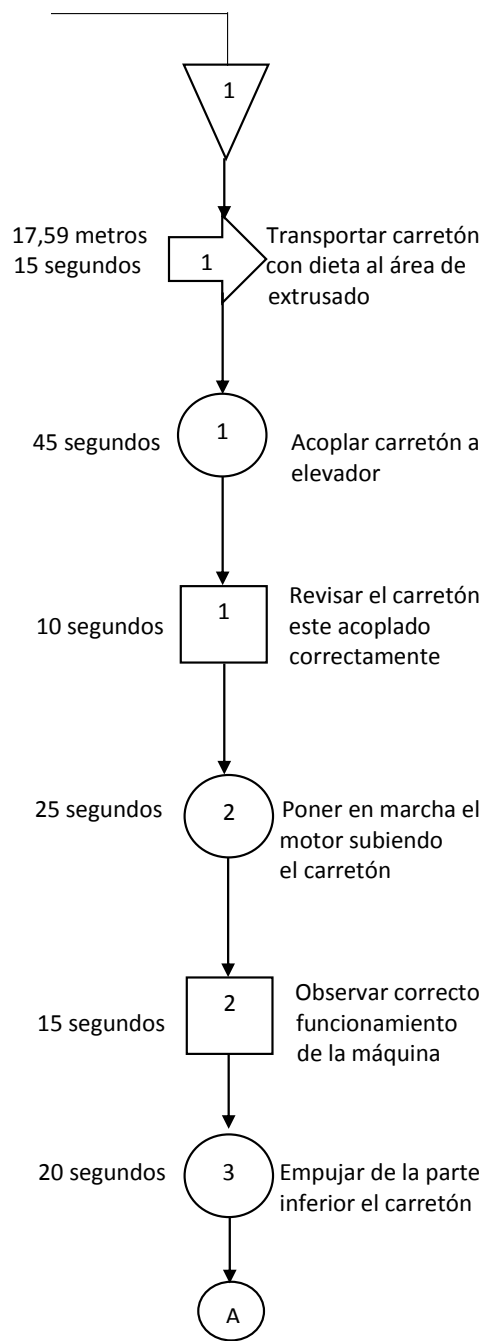 1
17,59 metros
15 segundos
1
Transportar carretón
con dieta al área de
extrusado
45 segundos
1
Acoplar carretón a
elevador
10 segundos
1
Revisar el carretón
este acoplado
correctamente
25 segundos
2
Poner en marcha el
motor subiendo
el carretón
15 segundos
2
Observar correcto
funcionamiento
de la máquina
20 segundos
3
Empujar de la parte
inferior el carretón
A